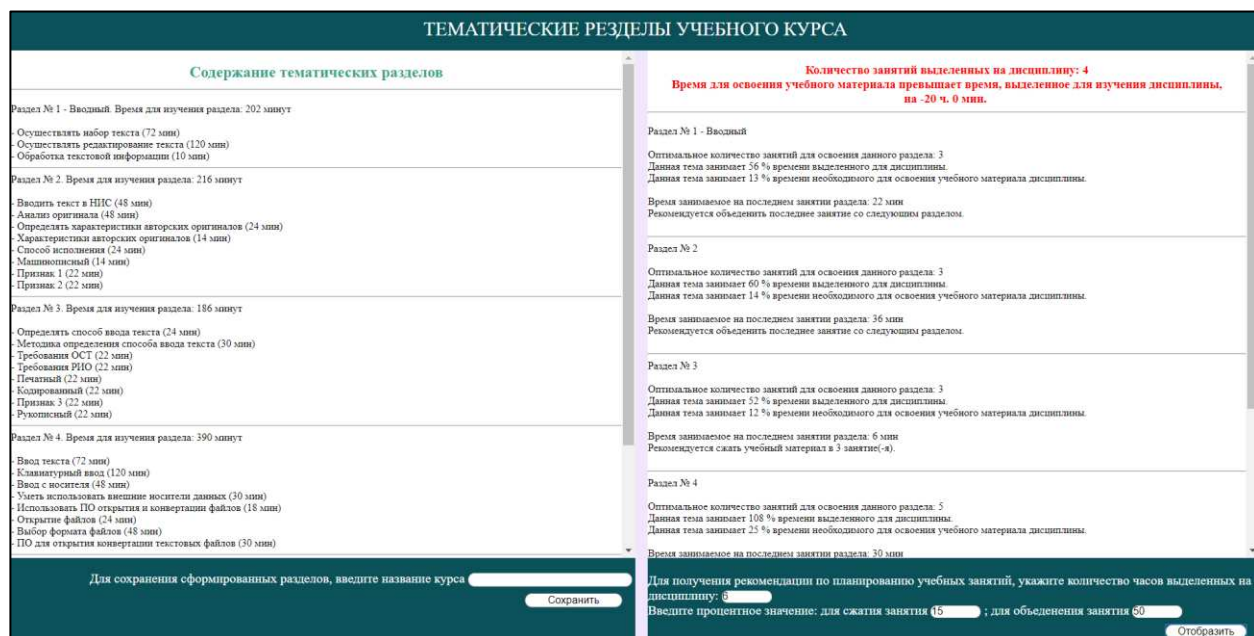 ТЕМАТИЧЕСКИЕ РЕЗДЕЛЫ УЧЕБНОГО КУРСА
Содержание тематических разделов
Раздел № 1 - Вводный. Время для изучения раздела: 202 минут
- Осуществлять набор текста (72 мин)
- Осуществлять редактирование текста (120 мин)
- Обработка текстовой информации (10 мин)
Раздел № 2. Время для изучения раздела: 216 минут
- Вводить текст в НИС (48 мин)
- Анализ оригинала (48 мин)
- Определять характеристики авторских оригиналов (24 мин)
- Характеристики авторских оригиналов (14 мин)
- Способ исполнения (24 мин)
- Машинописный (14 мин)
- Признак 1 (22 мин)
- Признак 2 (22 мин)
Раздел № 3. Время для изучения раздела: 186 минут
- Определять способ ввода текста (24 мин)
- Методика определения способа ввода текста (30 мин)
- Требования ОСТ (22 мин)
- Требования РИО (22 мин)
- Печатный (22 мин)
- Кодированный (22 мин)
- Признак 3 (22 мин)
- Рукописный (22 мин)
Раздел № 4. Время для изучения раздела: 390 минут
- Ввод текста (72 мин)
- Клавиатурный ввод (120 мин)
- Ввод с носителя (48 мин)
- Уметь использовать внешние носители данных (30 мин)
- Использовать ПО открытия и конвертации файлов (18 мин)
- Открытие файлов (24 мин)
- Выбор формата файлов (48 мин)
- ПО для открытия конвертации текстовых файлов (30 мин)
Для сохранения сформированных разделов, введите название курса
Сохранить
Количество занятий выделенных на дисциплину: 4
Время для освоения учебного материала превышает время, выделенное для изучения дисциплины,
на -20 ч. 0 мин.
Раздел № 1 - Вводный
Оптимальное количество занятий для освоения данного раздела: 3
Данная тема занимает 56 % времени выделенного для дисциплины.
Данная тема занимает 13 % времени необходимого для освоения учебного материала дисциплины.
Время занимаемое на последнем занятии раздела: 22 мин
Рекомендуется объеденить последнее занятие со следующим разделом.
Раздел № 2
Оптимальное количество занятий для освоения данного раздела: 3
Данная тема занимает 60 % времени выделенного для дисциплины.
Данная тема занимает 14 % времени необходимого для освоения учебного материала дисциплины.
Время занимаемое на последнем занятии раздела: 36 мин
Рекомендуется объеденить последнее занятие со следующим разделом.
Раздел № 3
Оптимальное количество занятий для освоения данного раздела: 3
Данная тема занимает 52 % времени выделенного для дисциплины.
Данная тема занимает 12 % времени необходимого для освоения учебного материала дисциплины.
Время занимаемое на последнем занятии раздела: 6 мин
Рекомендуется сжать учебный материал в 3 занятие(-я).
Раздел № 4
Оптимальное количество занятий для освоения данного раздела: 5
Данная тема занимает 108 % времени выделенного для дисциплины.
Данная тема занимает 25 % времени необходимого для освоения учебного материала дисциплины.
Время занимаемое на последнем занятии раздела: 30 мин
Для получения рекомендации по планированию учебных занятий, укажите количество часов выделенных на
дисциплину: 6
Введите процентное значение: для сжатия занятия 15 ; для объеденения занятия 50
Отобразить